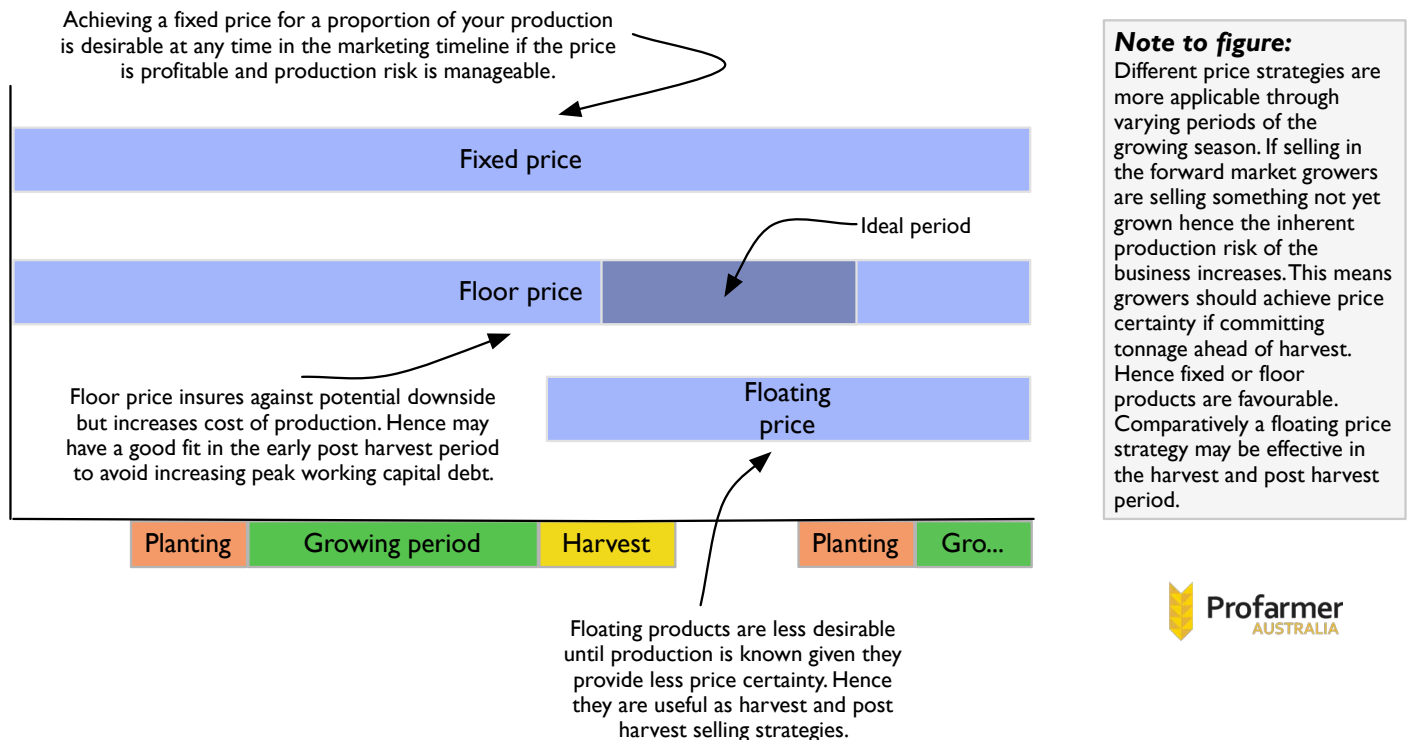 Achieving a fixed price for a proportion of your production
is desirable at any time in the marketing timeline if the price
is profitable and production risk is manageable.
Fixed price
Ideal period
Floor price
Floor price insures against potential downside
but increases cost of production. Hence may
have a good fit in the early post harvest period
to avoid increasing peak working capital debt.
Floating
price
Planting
Growing period
Harvest
Planting
Gro...
Floating products are less desirable
until production is known given they
provide less price certainty. Hence
they are useful as harvest and post
harvest selling strategies.
Note to figure:
Different price strategies are
more applicable through
varying periods of the
growing season. If selling in
the forward market growers
are selling something not yet
grown hence the inherent
production risk of the
business increases. This means
growers should achieve price
certainty if committing
tonnage ahead of harvest.
Hence fixed or floor
products are favourable.
Comparatively a floating price
strategy may be effective in
the harvest and post harvest
period.
Profarmer
AUSTRALIA